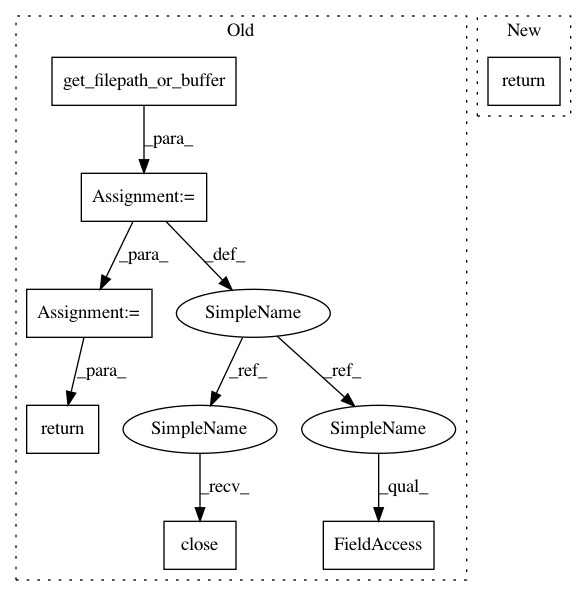 Old
New
get_filepath_or_buffer
return
_para_
Assignment:=
_para_
_def_
Assignment:=
SimpleName
_para_
_ref_
_ref_
return
SimpleName
SimpleName
_recv_
_qual_
close
FieldAccess